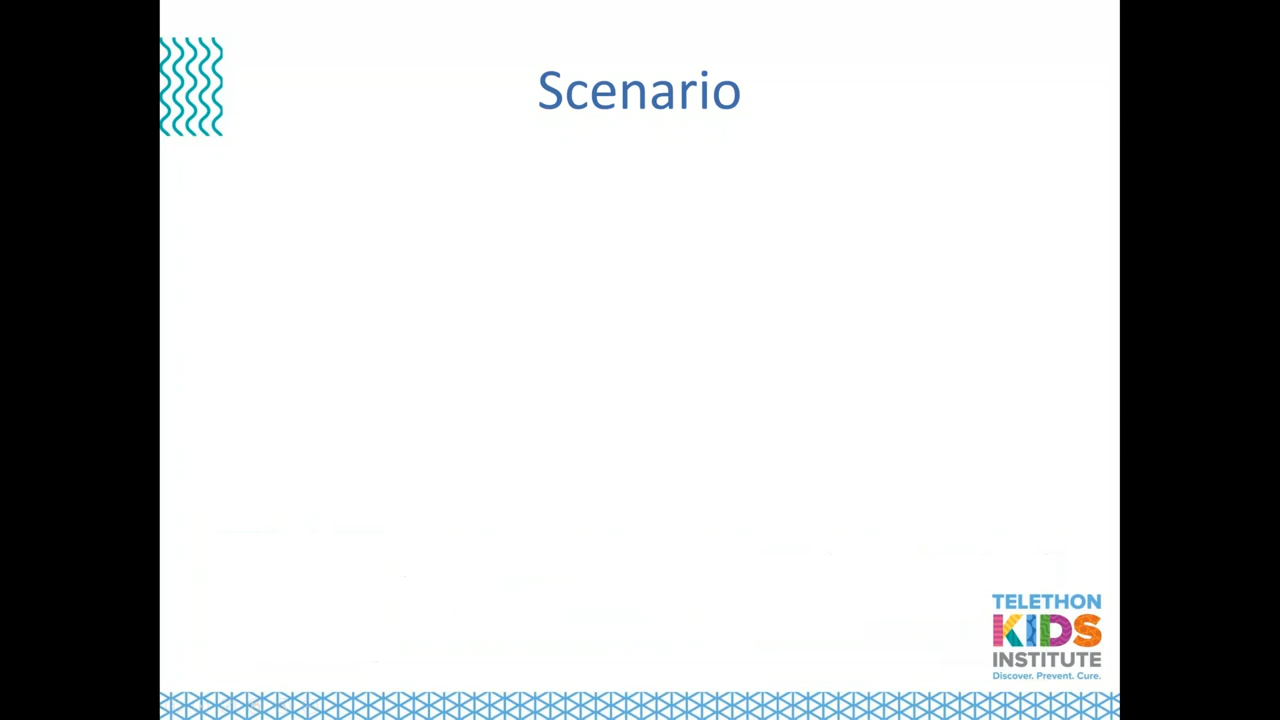 Scenario
TELETHON
KIDS
INSTITUTE
Discover. Prevent. Cure.